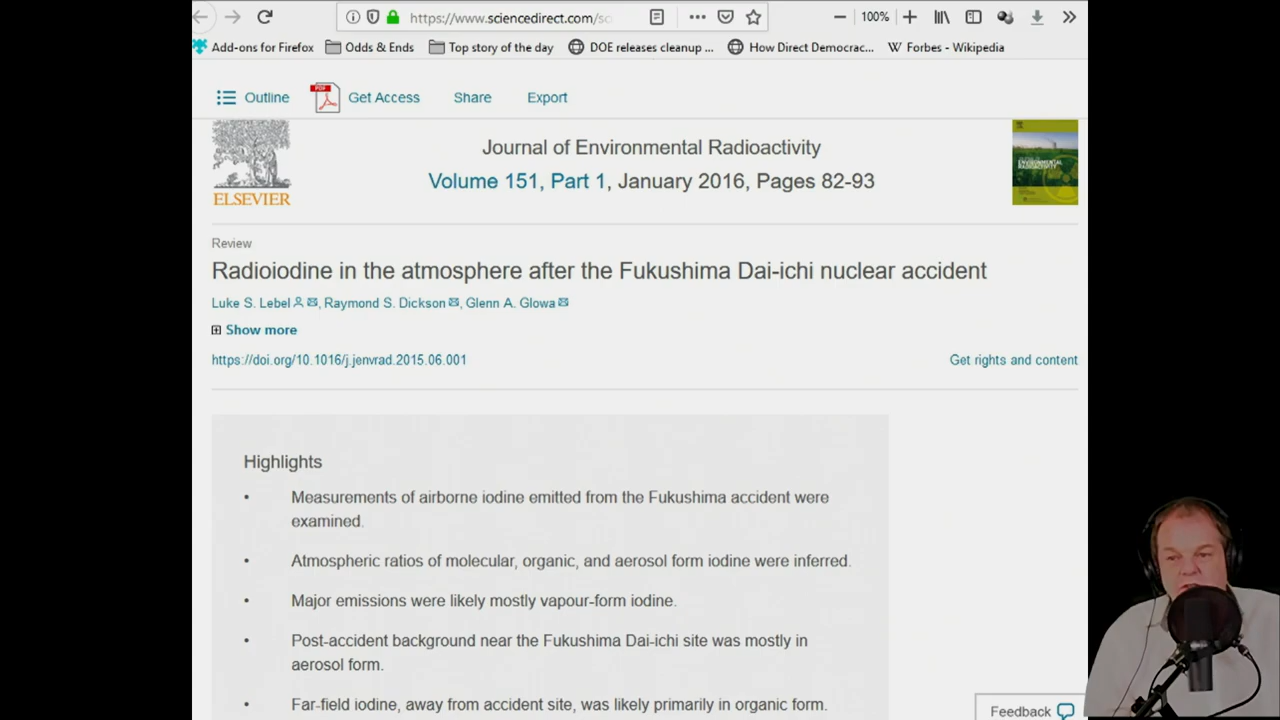 https://www.sciencedirect.com/sc
100%
Add-ons for Firefox
Odds & Ends
Top story of the day
DOE releases cleanup ...
How Direct Democrac...
W Forbes - Wikipedia
Outline
PDF
Get Access
Share
Export
ELSEVIER
Journal of Environmental Radioactivity
Volume 151, Part 1, January 2016, Pages 82-93
ENVIRONMENTAL
RADIOACTIVITY
Review
Radioiodine in the atmosphere after the Fukushima Dai-ichi nuclear accident
Luke S. Lebel, Raymond S. Dickson, Glenn A. Glowa
Show more
https://doi.org/10.1016/j.jenvrad.2015.06.001
Get rights and content
Highlights
• Measurements of airborne iodine emitted from the Fukushima accident were
examined.
• Atmospheric ratios of molecular, organic, and aerosol form iodine were inferred.
• Major emissions were likely mostly vapour-form iodine.
• Post-accident background near the Fukushima Dai-ichi site was mostly in
aerosol form.
• Far-field iodine, away from accident site, was likely primarily in organic form.
Feedback